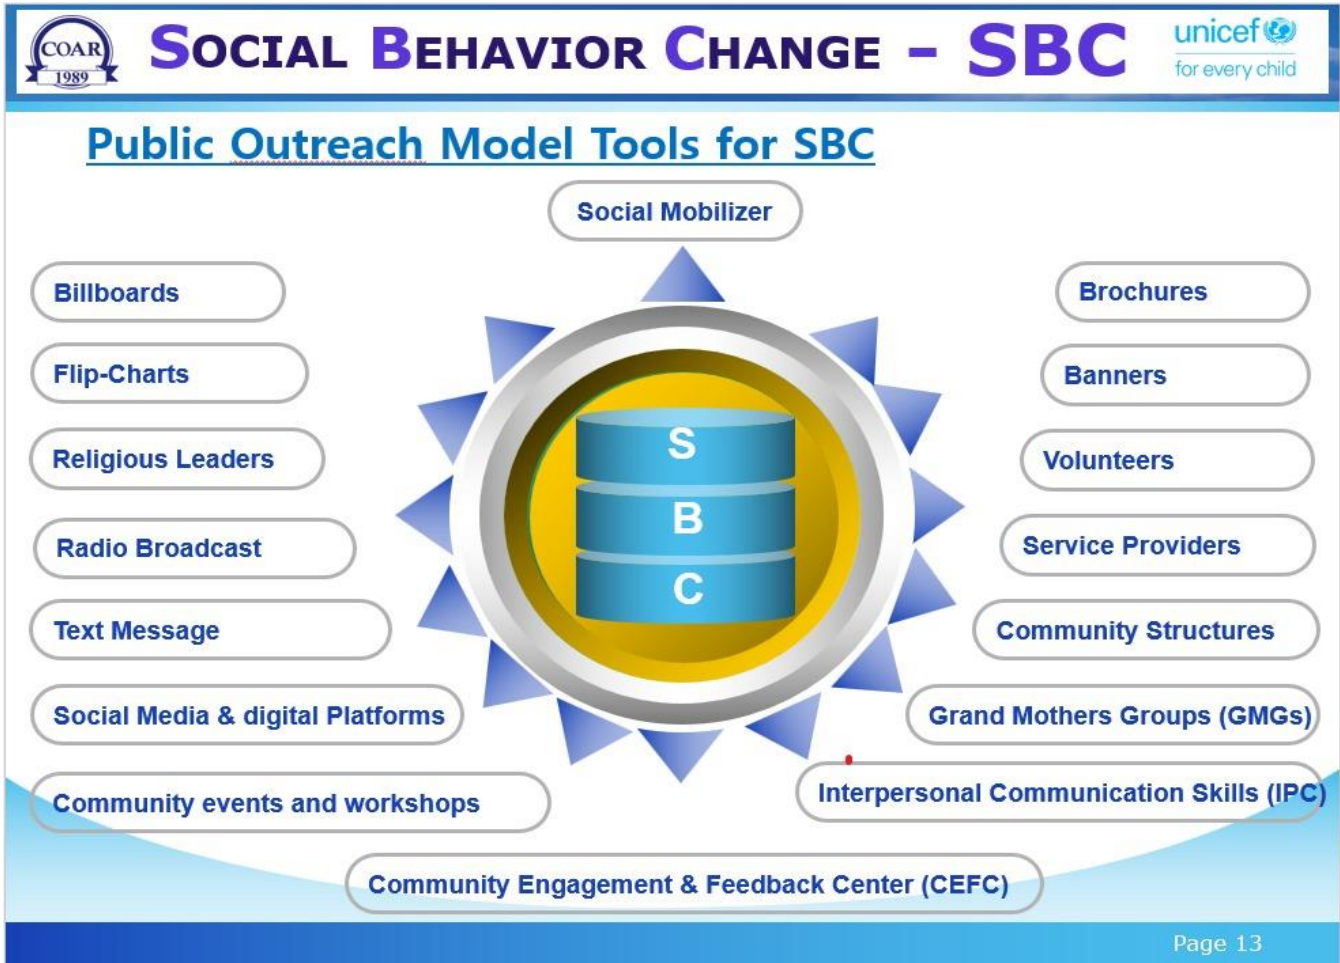 COAR
1989
SOCIAL BEHAVIOR CHANGE – SBC
unicef
for every child
Public Outreach Model Tools for SBC
Social Mobilizer
Billboards
Flip-Charts
Religious Leaders
Radio Broadcast
Text Message
Social Media & digital Platforms
Community events and workshops
S
B
C
Brochures
Banners
Volunteers
Service Providers
Community Structures
Grand Mothers Groups (GMGs)
Interpersonal Communication Skills (IPC)
Community Engagement & Feedback Center (CEFC)
Page 13